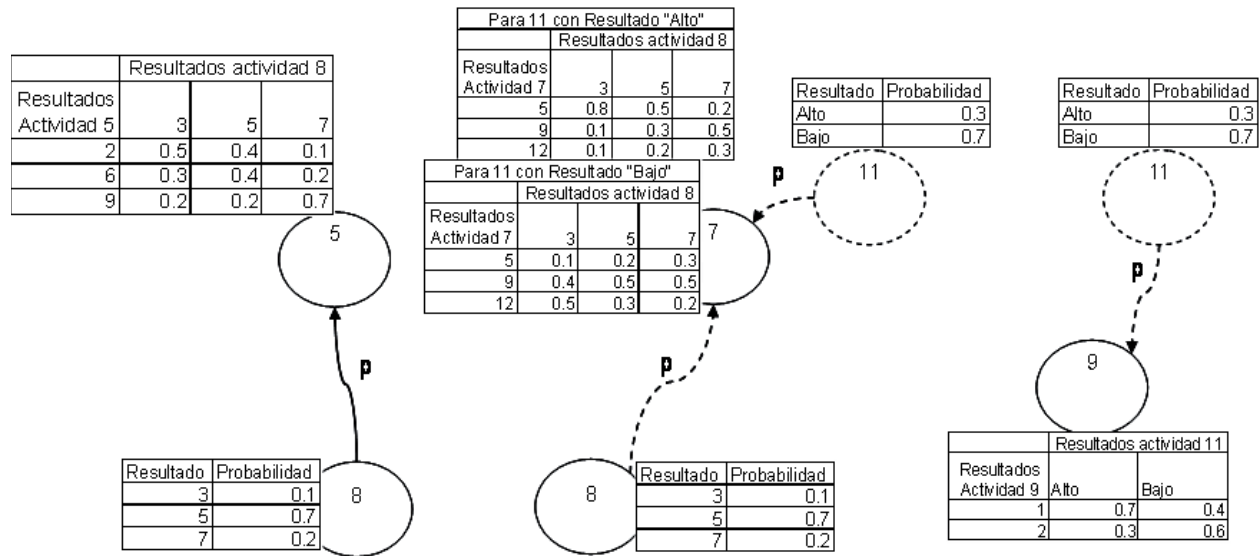 Resultados actividad 8
Resultados
Actividad 5 3 5 7
2 0.5 0.4 0.1
6 0.3 0.4 0.2
9 0.2 0.2 0.7
5
p
Resultado Probabilidad
3 0.1
5 0.7
7 0.2
8
Para 11 con Resultado "Alto"
Resultados actividad 8
Resultados
Actividad 7 3 5 7
5 0.8 0.5 0.2
9 0.1 0.3 0.5
12 0.1 0.2 0.3
Para 11 con Resultado "Bajo"
Resultados actividad 8
Resultados
Actividad 7 3 5 7
5 0.1 0.2 0.3
9 0.4 0.5 0.5
12 0.5 0.3 0.2
7
p
Resultado Probabilidad
Alto 0.3
Bajo 0.7
11
p
8
Resultado Probabilidad
3 0.1
5 0.7
7 0.2
Resultado Probabilidad
Alto 0.3
Bajo 0.7
11
p
9
Resultados actividad 11
Resultados
Actividad 9 Alto Bajo
1 0.7 0.4
2 0.3 0.6